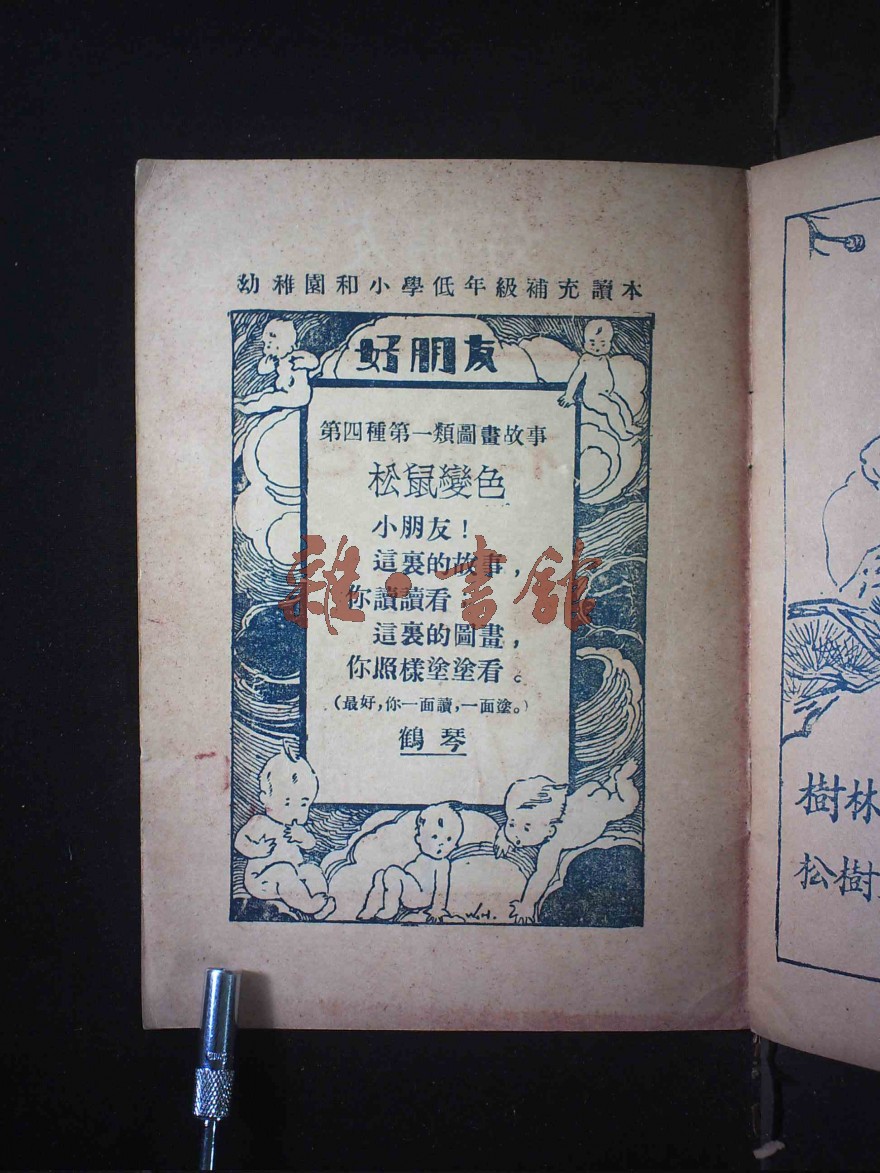 幼稚園和小學低年級補充讀本
好朋友
第四種第一類圖畫故事
松鼠變色
小朋友！
這裏的故事，
你讀讀看
這裏的圖畫，
你照樣塗塗看。
（最好，你一面讀，一面塗。）
鶴琴
W.H.
雜·書館
樹林
松樹